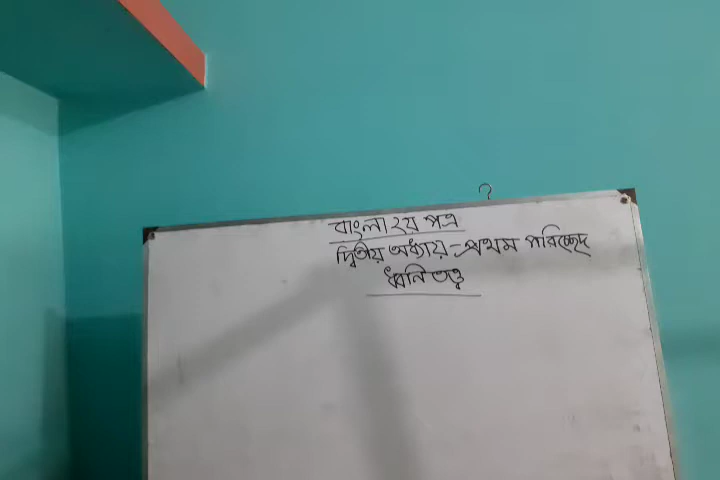 বাংলা ২য় পত্র
দ্বিতীয় অধ্যায়-প্রথম পরিচ্ছেদ
ধ্বনিতত্ত্ব